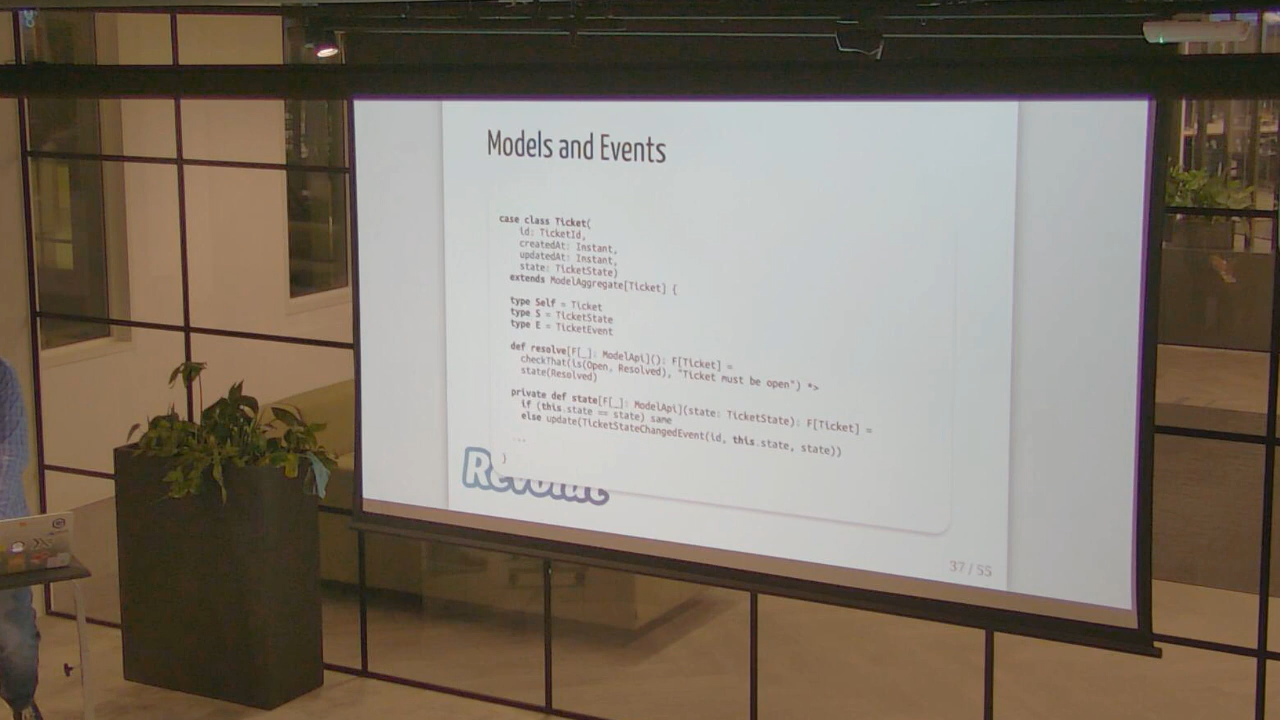 Models and Events
case class Ticket(
id: TicketId,
createdAt: Instant,
updatedAt: Instant,
state: TicketState)
extends ModelAggregate[Ticket] {
type Self = Ticket
type S = TicketState
type E = TicketEvent
def resolve[F[_]: ModelApi](): F[Ticket] =
checkThat(is(Open, Resolved), "Ticket must be open") *>
state(Resolved)
private def state[F[_]: ModelApi](state: TicketState): F[Ticket] =
if (this.state == state) same
else update(TicketStateChangedEvent(id, this.state, state))
...
}
Revolut
37 / 55